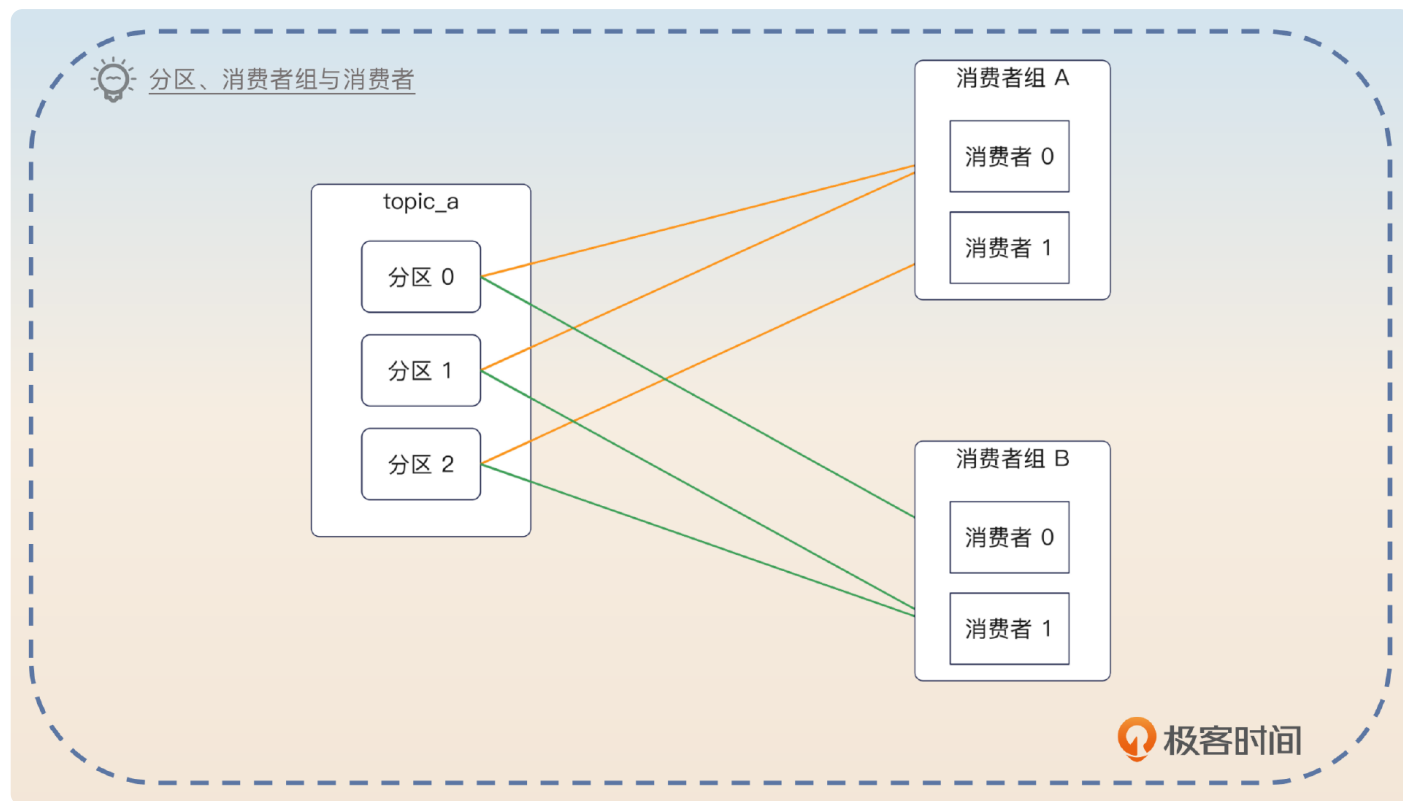 分区、消费者组与消费者
topic_a
分区 0
分区 1
分区 2
消费者组 A
消费者 0
消费者 1
消费者组 B
消费者 0
消费者 1
极客时间